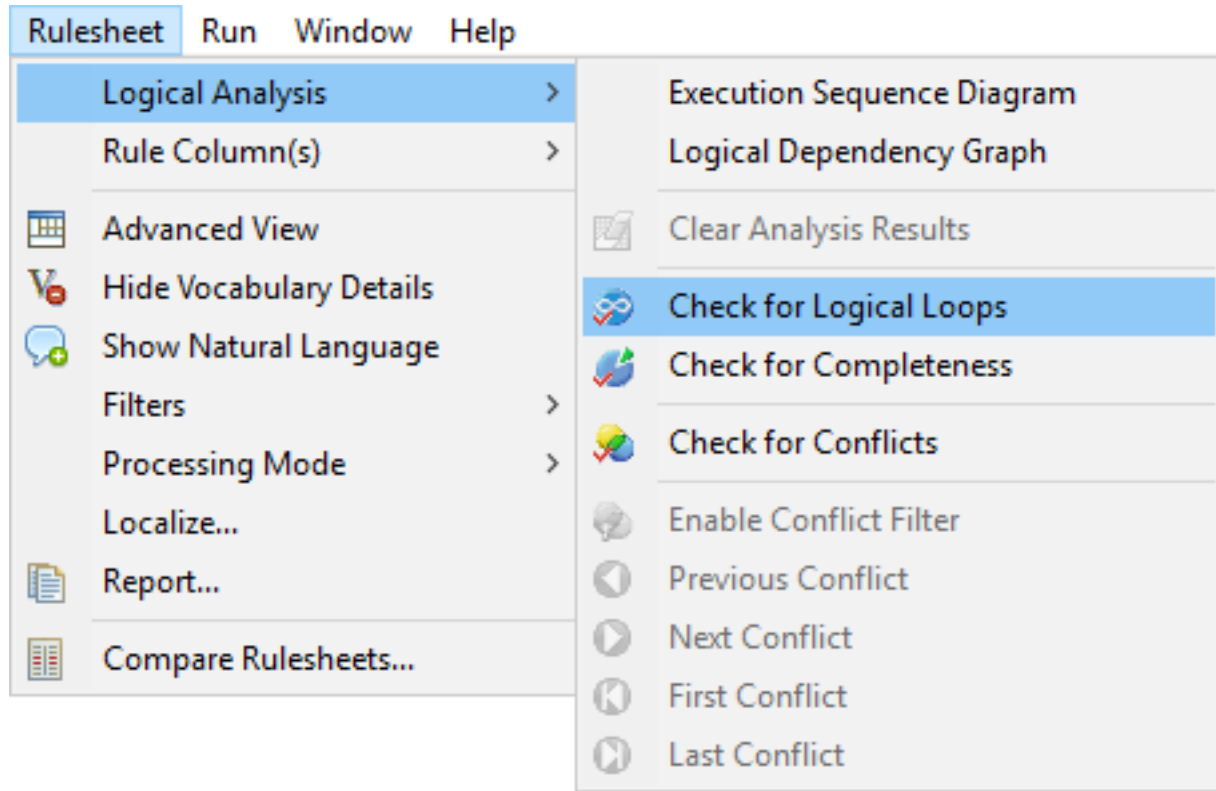 Rulesheet Run Window Help
Logical Analysis
Rule Column(s)
Advanced View
Hide Vocabulary Details
Show Natural Language
Filters
Processing Mode
Localize...
Report...
Compare Rulesheets...
Execution Sequence Diagram
Logical Dependency Graph
Clear Analysis Results
Check for Logical Loops
Check for Completeness
Check for Conflicts
Enable Conflict Filter
Previous Conflict
Next Conflict
First Conflict
Last Conflict